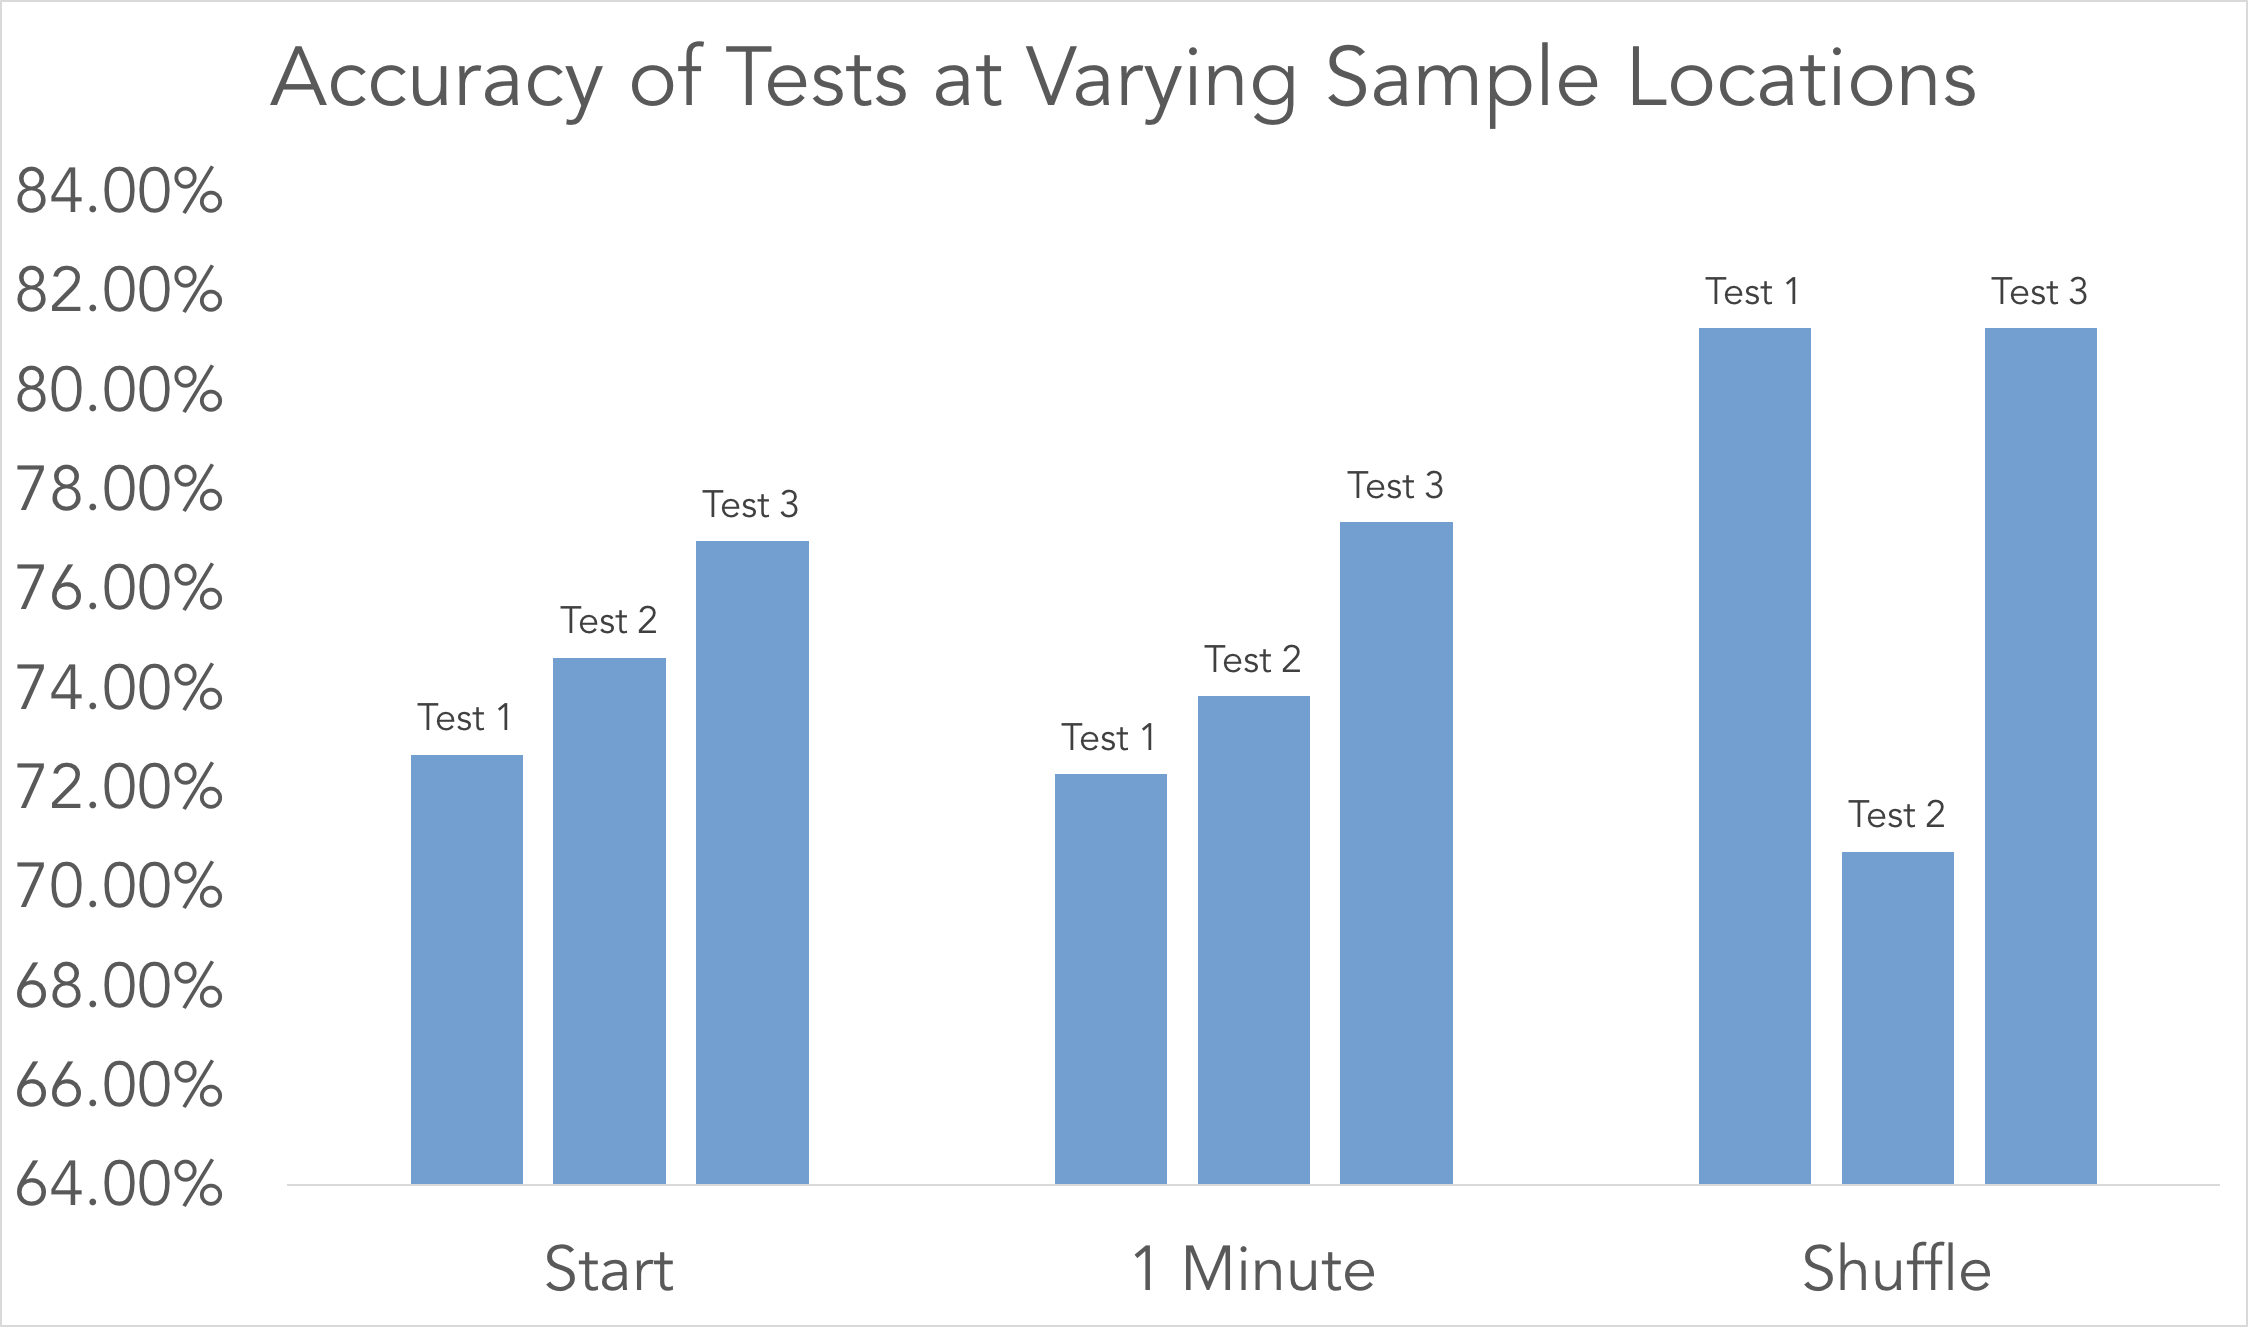 Accuracy of Tests at Varying Sample Locations
84.00%
82.00%
80.00%
78.00%
76.00%
74.00%
72.00%
70.00%
68.00%
66.00%
64.00%
Test 1
Test 2
Test 3
Test 1
Test 2
Test 3
Test 1
Test 2
Test 3
Start
1 Minute
Shuffle